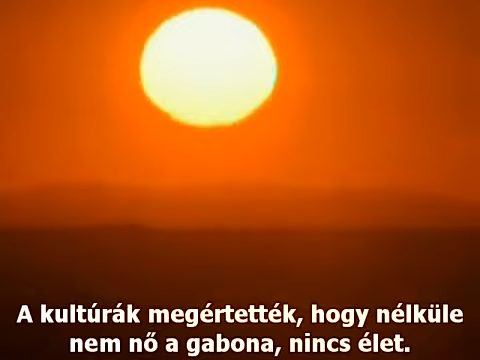 A kultúrák megértették, hogy nélküle
nem nő a gabona, nincs élet.